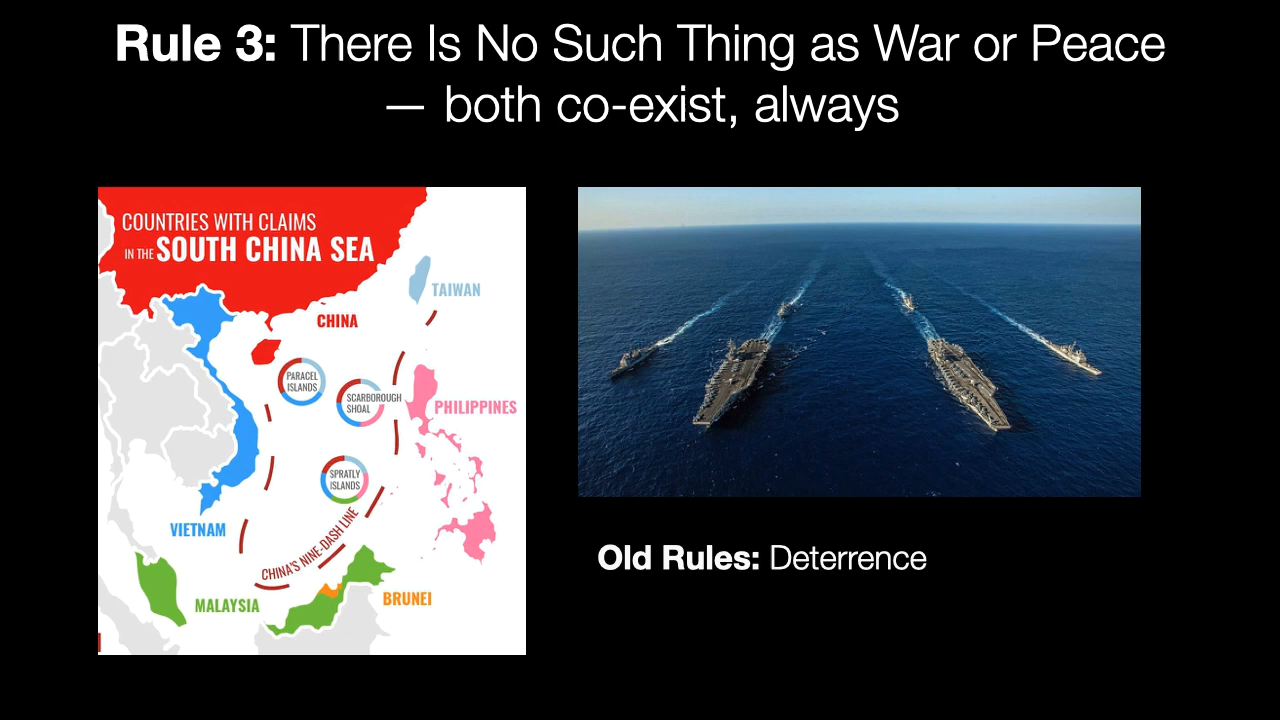 Rule 3: There Is No Such Thing as War or Peace
— both co-exist, always
COUNTRIES WITH CLAIMS
IN THE SOUTH CHINA SEA
TAIWAN
CHINA
PARACEL
ISLANDS
SCARBOROUGH
SHOAL
PHILIPPINES
SPRATLY
ISLANDS
VIETNAM
CHINA'S NINE-DASH LINE
MALAYSIA
BRUNEI
Old Rules: Deterrence